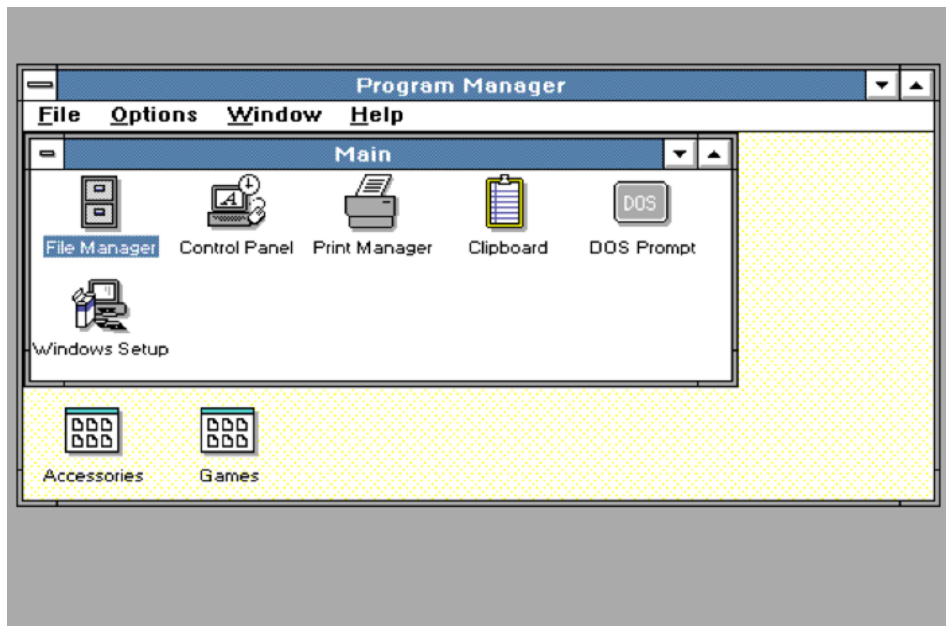 Program Manager
File Options Window Help
Main
A
DOS
File Manager Control Panel Print Manager Clipboard DOS Prompt
Windows Setup
Accessories Games